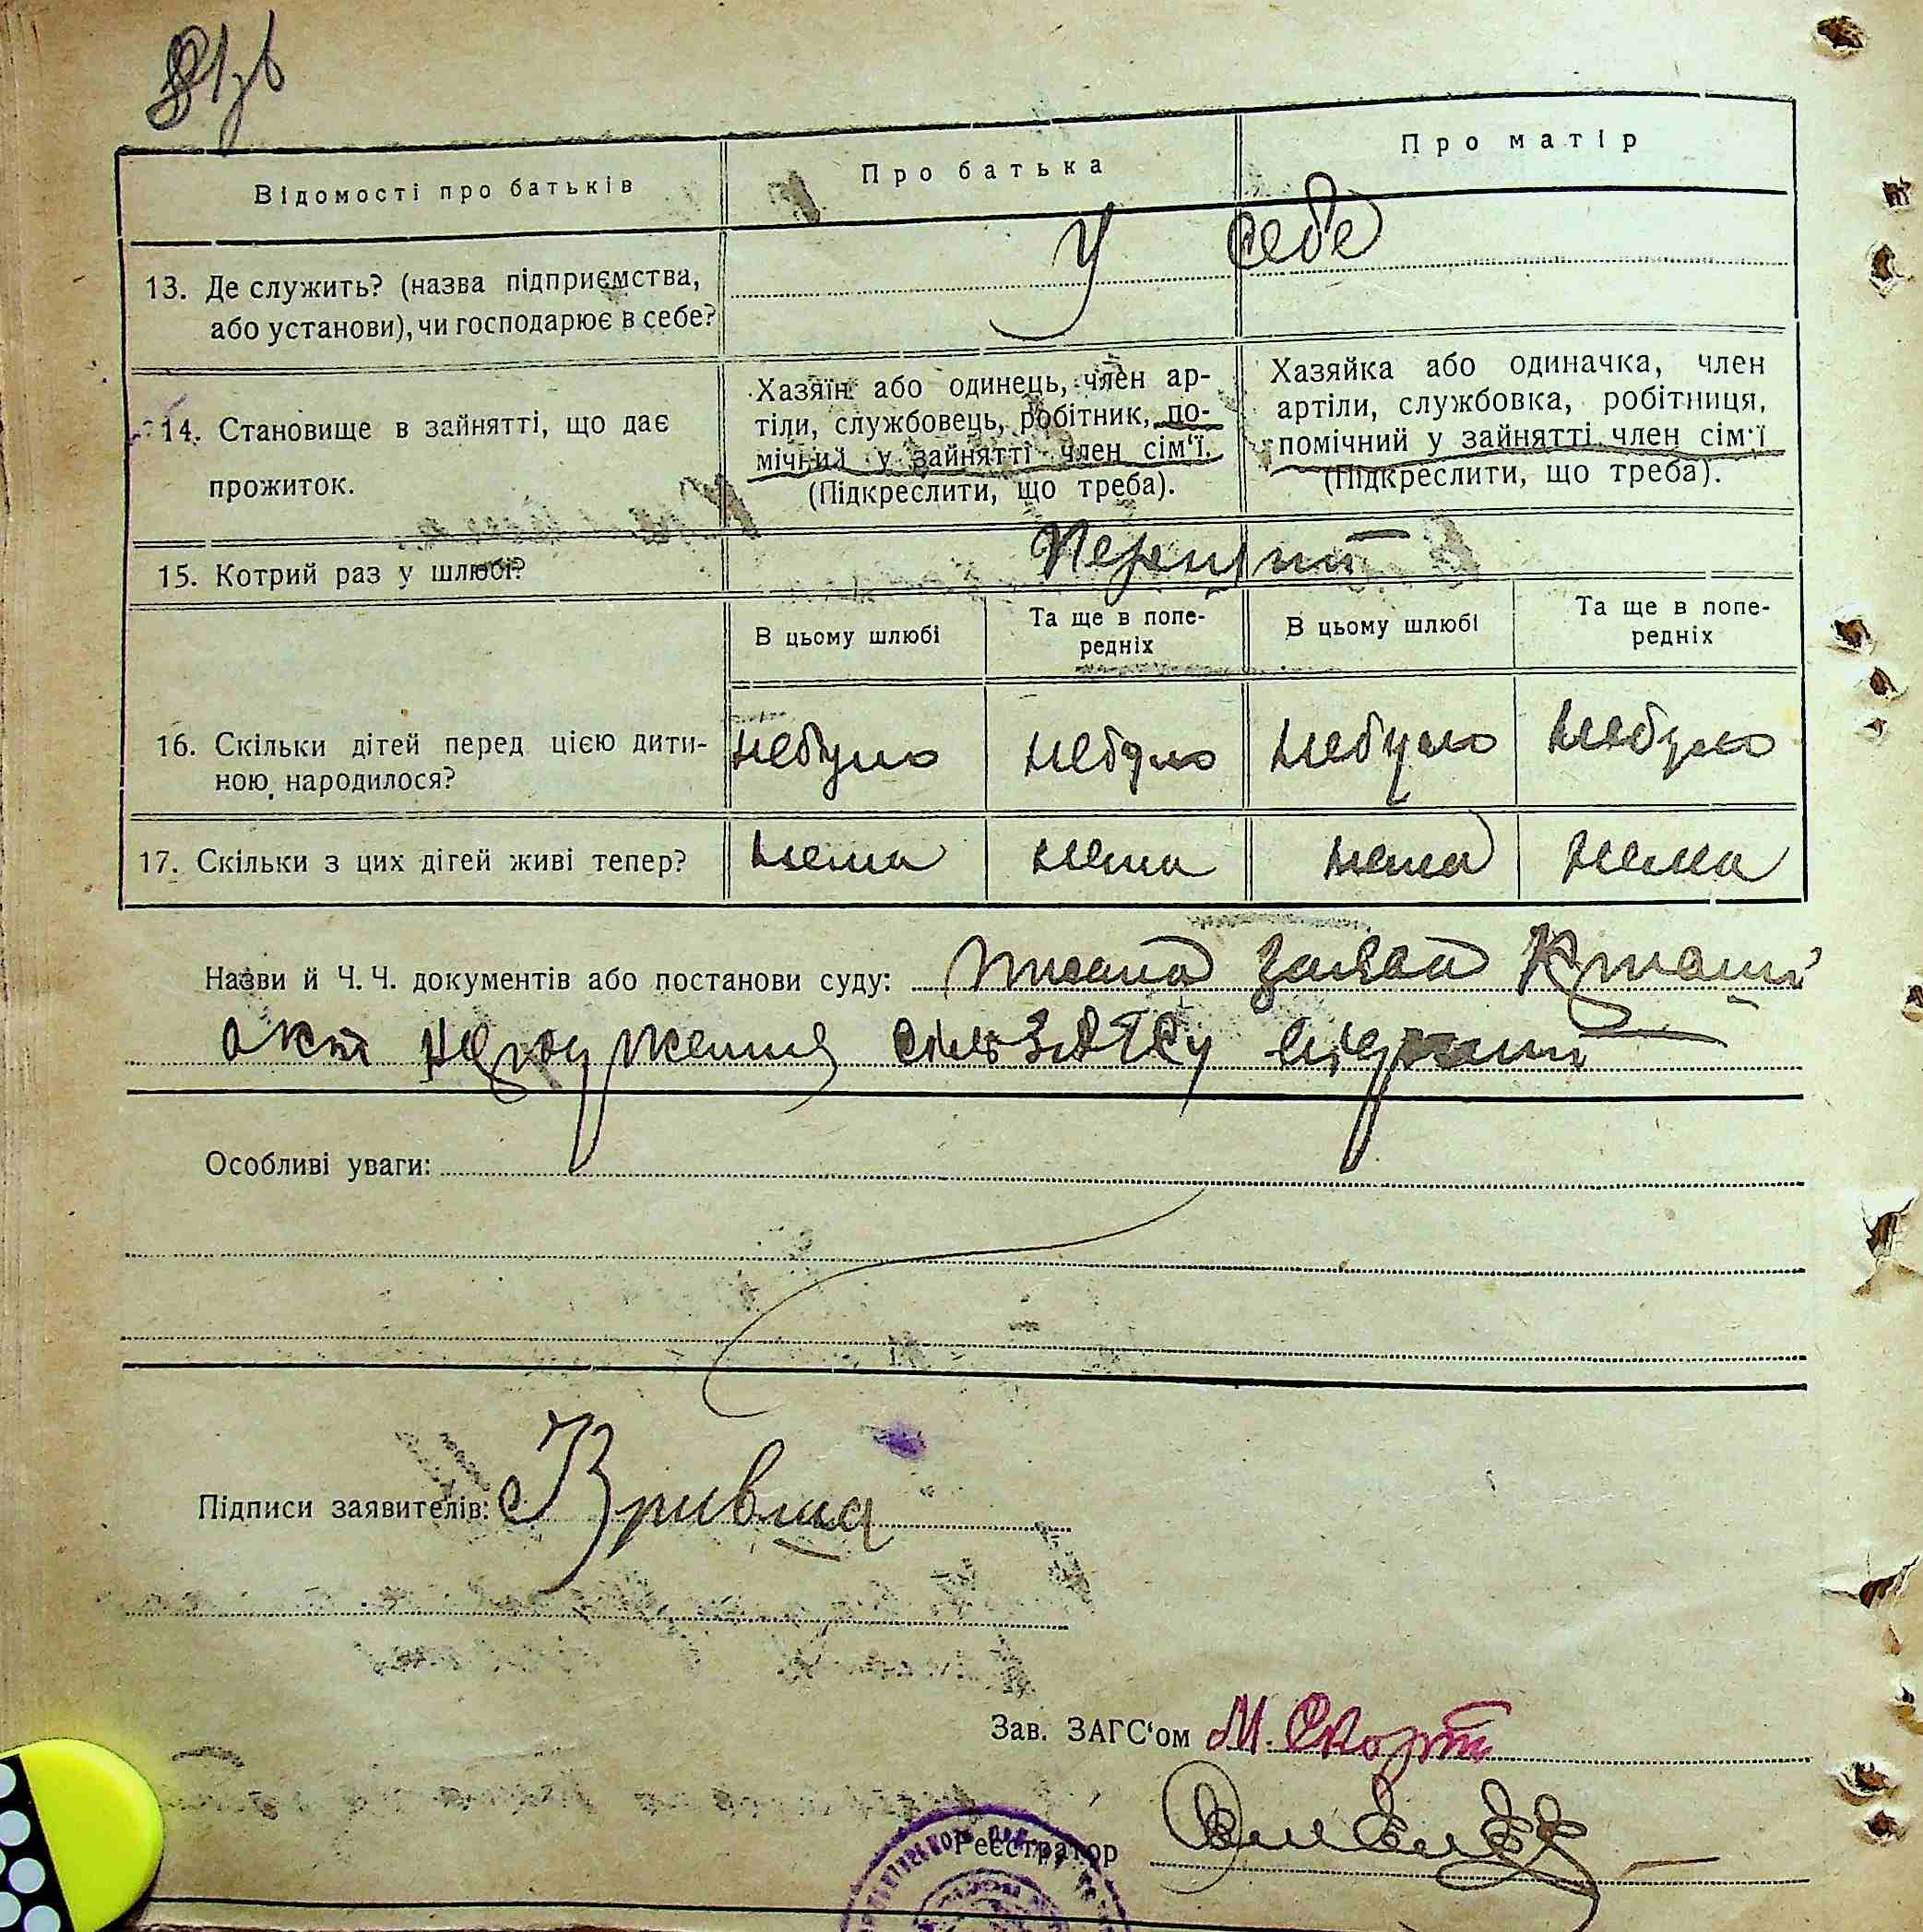 81 зв
Відомості про батьків
Про батька
Про матір
13. Де служить? (назва підприємства,
або установи), чи господарює в себе?
У себе
14. Становище в зайнятті, що дає
прожиток.
Хазяїн або одинець, член ар-
тіли, службовець, робітник, по-
мічний у зайнятті член сім'ї.
(Підкреслити, що треба).
Хазяйка або одиначка, член
артіли, службовка, робітниця,
помічний у зайнятті член сім'ї
(Підкреслити, що треба).
15. Котрий раз у шлюбі?
Перший
В цьому шлюбі
Та ще в попе-
редніх
В цьому шлюбі
Та ще в попе-
редніх
16. Скільки дітей перед цією дити-
ною народилося?
небуло небуло небуло небуло
17. Скільки з цих дітей живі тепер?
нема нема нема нема
Назви й Ч. Ч. документів або постанови суду:
акт
Особливі уваги:
Підписи заявителів:
Зав. ЗАГС'ом М.
Реєстратор